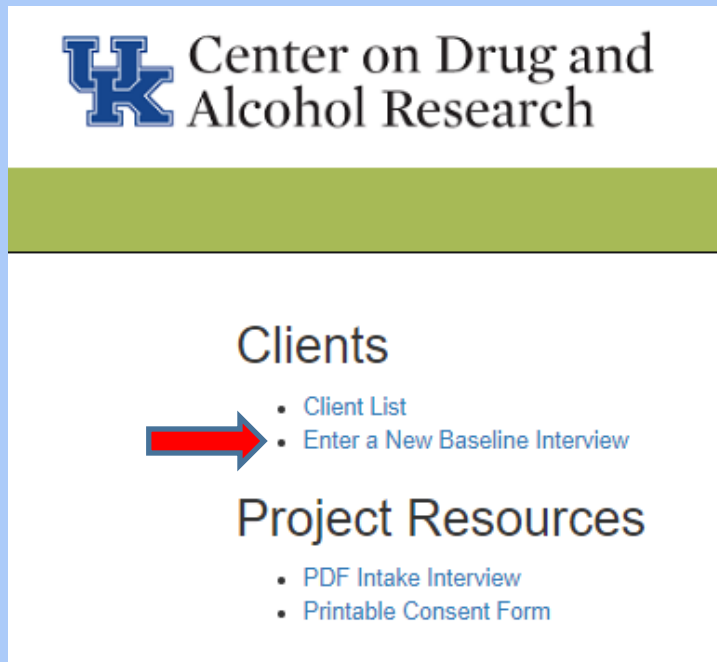 UK Center on Drug and
Alcohol Research
Clients
• Client List
• Enter a New Baseline Interview
Project Resources
• PDF Intake Interview
• Printable Consent Form